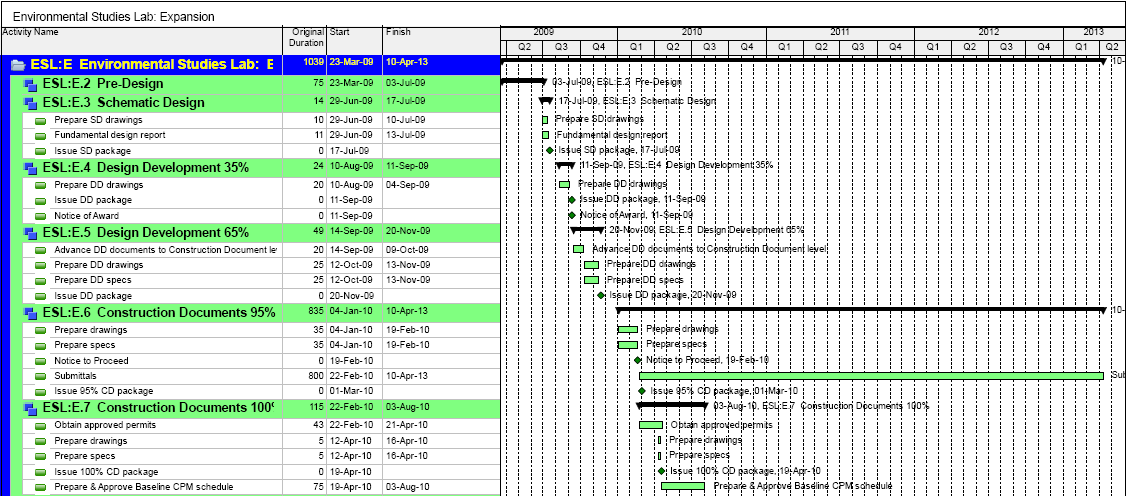 Environmental Studies Lab: Expansion
Activity Name Original Duration Start Finish 2009 2010 2011 2012 2013
Q2 Q3 Q4 Q1 Q2 Q3 Q4 Q1 Q2 Q3 Q4 Q1 Q2 Q3 Q4 Q1 Q2
ESL:E Environmental Studies Lab: E 1039 23-Mar-09 10-Apr-13 10-
ESL:E.2 Pre-Design 75 23-Mar-09 03-Jul-09 03-Jul-09, ESL:E.2 Pre-Design
ESL:E.3 Schematic Design 14 29-Jun-09 17-Jul-09 17-Jul-09, ESL:E.3 Schematic Design
Prepare SD drawings 10 29-Jun-09 10-Jul-09 Prepare SD drawings
Fundamental design report 11 29-Jun-09 13-Jul-09 Fundamental design report
Issue SD package 0 17-Jul-09 Issue SD package, 17-Jul-09
ESL:E.4 Design Development 35% 24 10-Aug-09 11-Sep-09 11-Sep-09, ESL:E.4 Design Development 35%
Prepare DD drawings 20 10-Aug-09 04-Sep-09 Prepare DD drawings
Issue DD package 0 11-Sep-09 Issue DD package, 11-Sep-09
Notice of Award 0 11-Sep-09 Notice of Award, 11-Sep-09
ESL:E.5 Design Development 65% 49 14-Sep-09 20-Nov-09 20-Nov-09, ESL:E.5 Design Development 65%
Advance DD documents to Construction Document le 20 14-Sep-09 09-Oct-09 Advance DD documents to Construction Document level
Prepare DD drawings 25 12-Oct-09 13-Nov-09 Prepare DD drawings
Prepare DD specs 25 12-Oct-09 13-Nov-09 Prepare DD specs
Issue DD package 0 20-Nov-09 Issue DD package, 20-Nov-09
ESL:E.6 Construction Documents 95% 835 04-Jan-10 10-Apr-13 10-
Prepare drawings 35 04-Jan-10 19-Feb-10 Prepare drawings
Prepare specs 35 04-Jan-10 19-Feb-10 Prepare specs
Notice to Proceed 0 19-Feb-10 Notice to Proceed, 19-Feb-10
Submittals 800 22-Feb-10 10-Apr-13 Sub
Issue 95% CD package 0 01-Mar-10 Issue 95% CD package, 01-Mar-10
ESL:E.7 Construction Documents 100% 115 22-Feb-10 03-Aug-10 03-Aug-10, ESL:E.7 Construction Documents 100%
Obtain approved permits 43 22-Feb-10 21-Apr-10 Obtain approved permits
Prepare drawings 5 12-Apr-10 16-Apr-10 Prepare drawings
Prepare specs 5 12-Apr-10 16-Apr-10 Prepare specs
Issue 100% CD package 0 19-Apr-10 Issue 100% CD package, 19-Apr-10
Prepare & Approve Baseline CPM schedule 75 19-Apr-10 03-Aug-10 Prepare & Approve Baseline CPM schedule